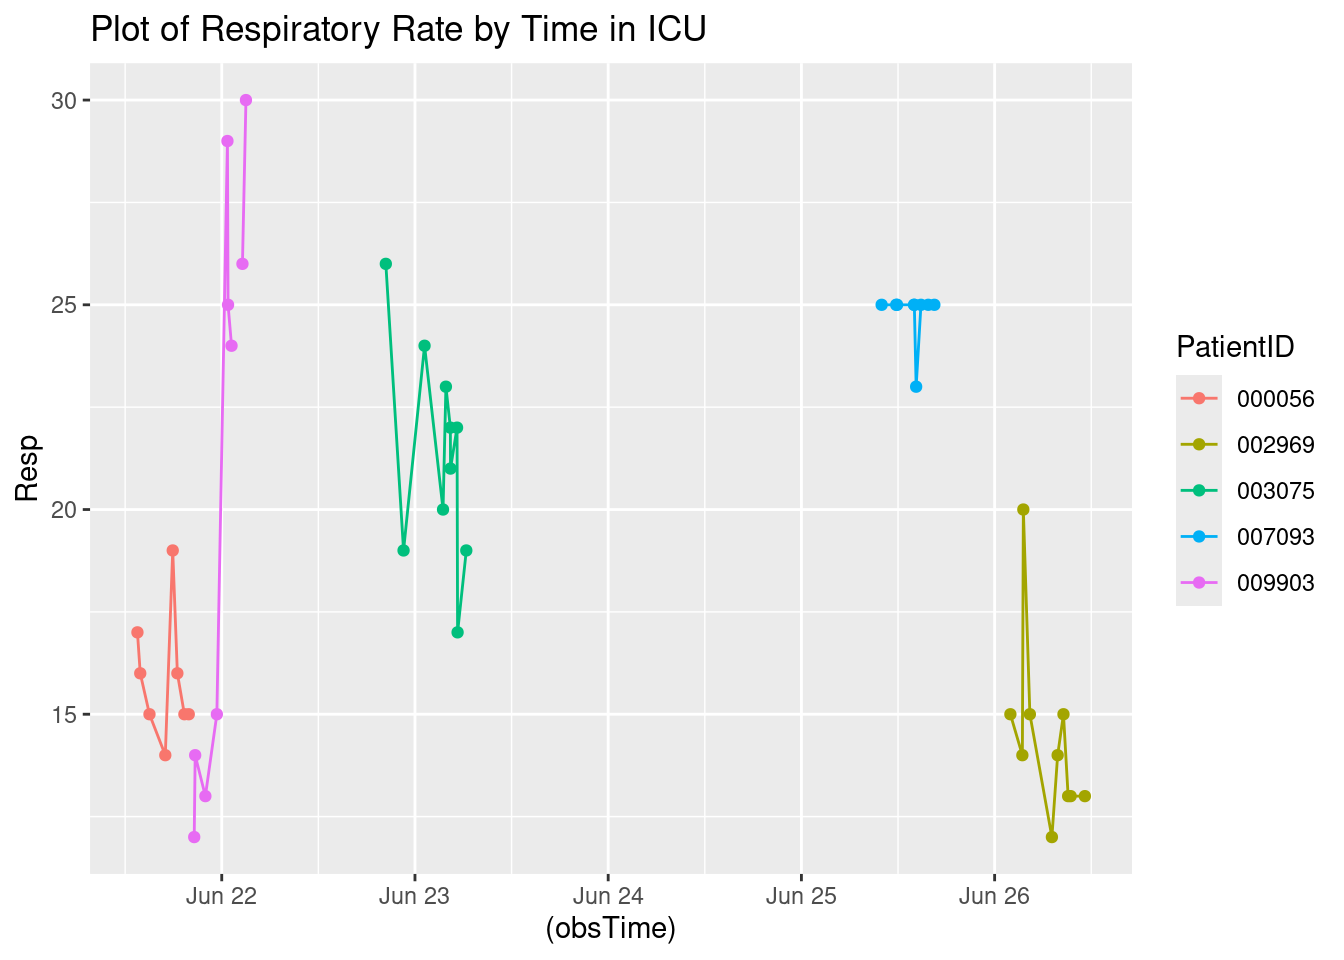 Plot of Respiratory Rate by Time in ICU
Resp
30
25
20
15
Jun 22 Jun 23 Jun 24 Jun 25 Jun 26
(obsTime)
PatientID
000056
002969
003075
007093
009903